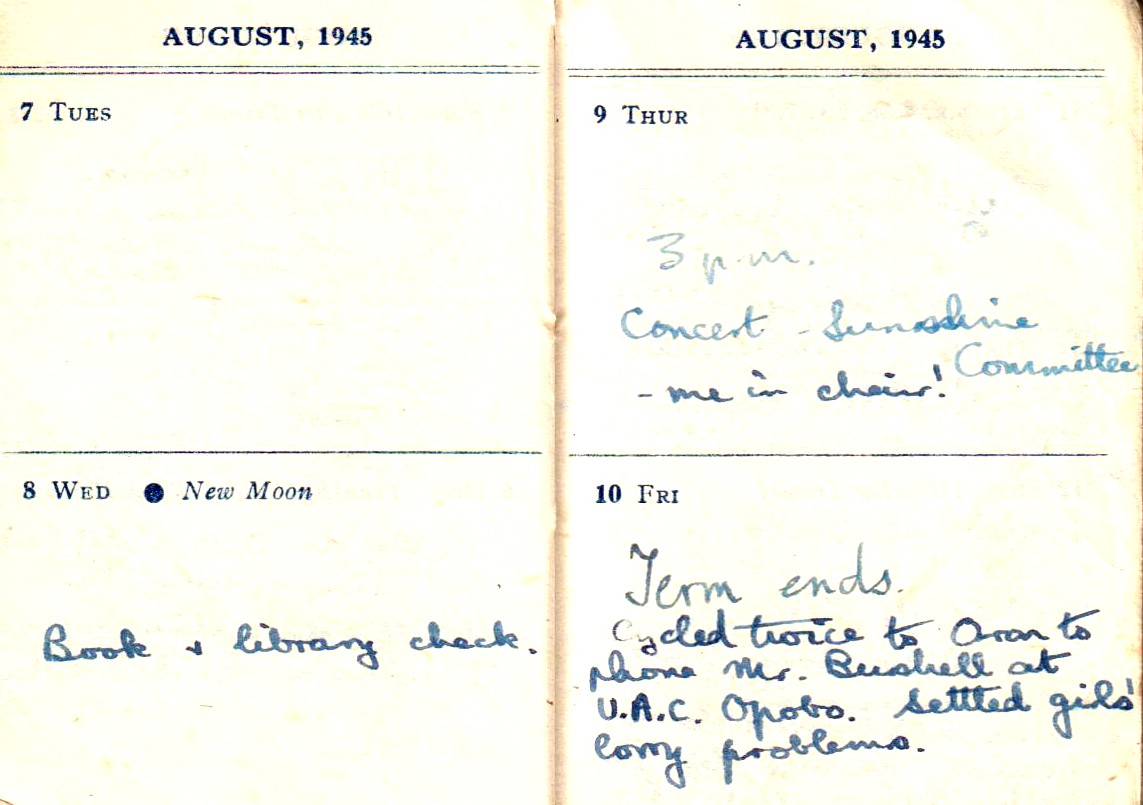 AUGUST, 1945
7 TUES
8 WED ● New Moon
Book + library check.
AUGUST, 1945
9 THUR
3 p.m.
Concert - Sunshine
Committee
- me in chair!
10 FRI
Term ends.
Cycled twice to to
phone Mr. Bushell at
U.A.C. Opobo. Settled girls'
lorry problems.